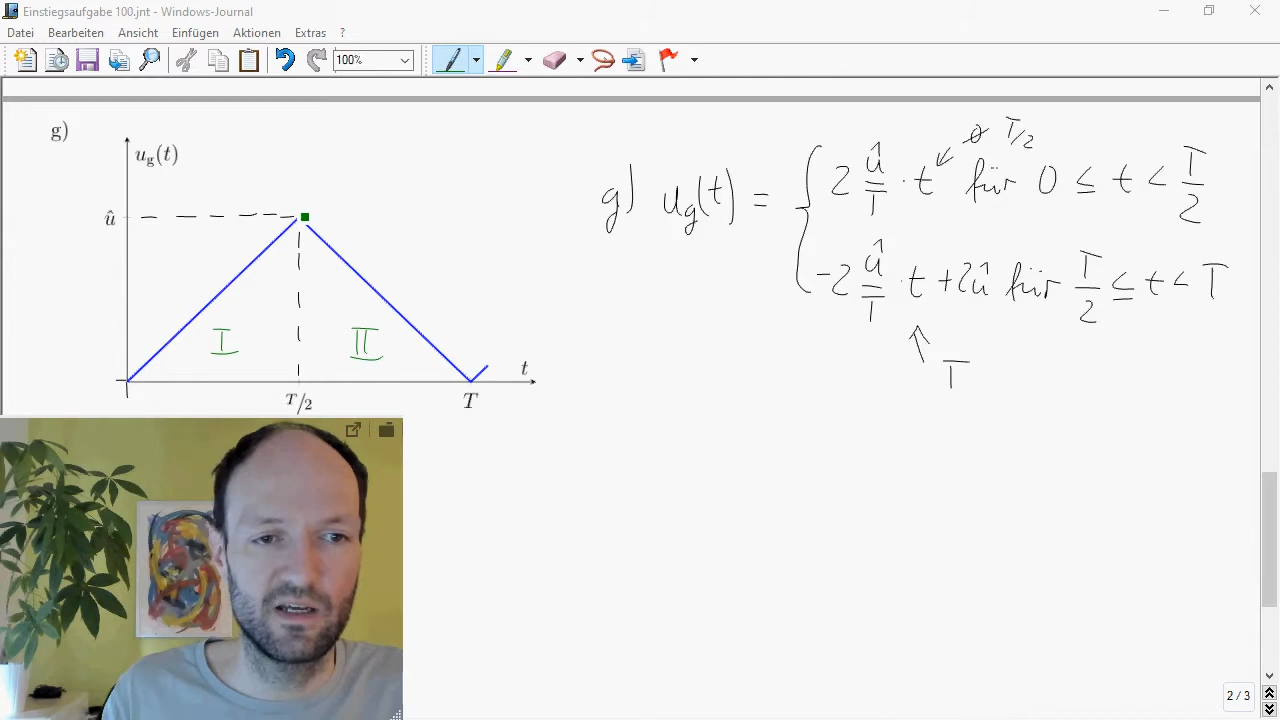 Einstiegsaufgabe 100.jnt - Windows-Journal
Datei Bearbeiten Ansicht Einfügen Aktionen Extras ?
100%
g)
u_g(t)
û
I
II
t
T/2
T
0 T/2
g) u_g(t) = { 2 û/T · t für 0 ≤ t < T/2
-2 û/T t + 2û für T/2 ≤ t < T
T
2 / 3